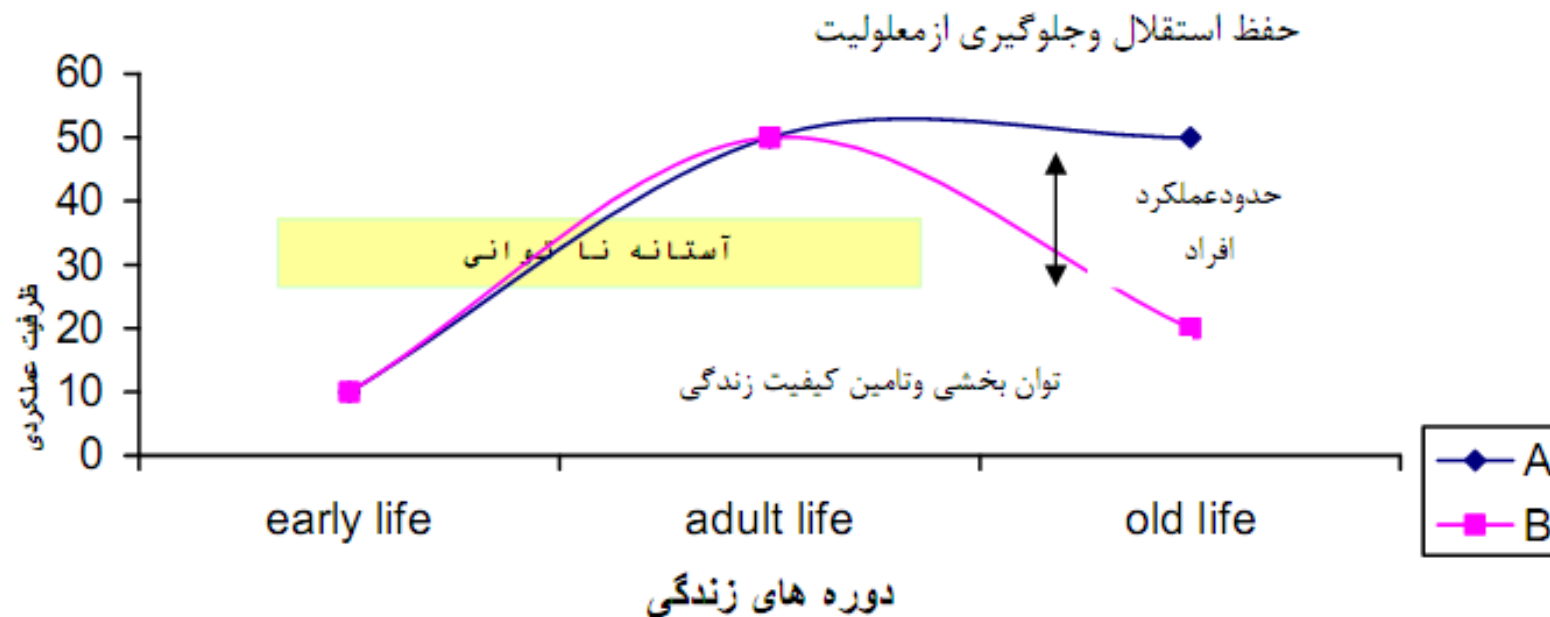 حفظ استقلال وجلوگیری ازمعلولیت
60
50
40
30
20
10
0
ظرفیت عملکردی
آستانه نا توانی
حدودعملکرد
افراد
توان بخشی وتامین کیفیت زندگی
early life adult life old life
دوره های زندگی
A
B